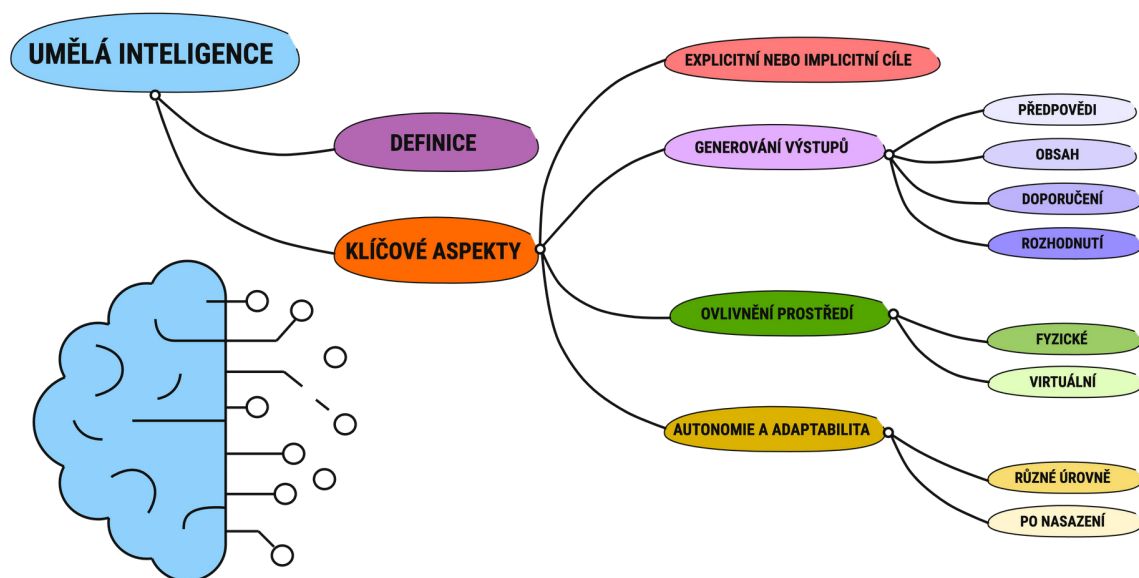 UMĚLÁ INTELIGENCE
DEFINICE
KLÍČOVÉ ASPEKTY
EXPLICITNÍ NEBO IMPLICITNÍ CÍLE
GENEROVÁNÍ VÝSTUPŮ
PŘEDPOVĚDI
OBSAH
DOPORUČENÍ
ROZHODNUTÍ
OVLIVNĚNÍ PROSTŘEDÍ
FYZICKÉ
VIRTUÁLNÍ
AUTONOMIE A ADAPTABILITA
RŮZNÉ ÚROVNĚ
PO NASAZENÍ